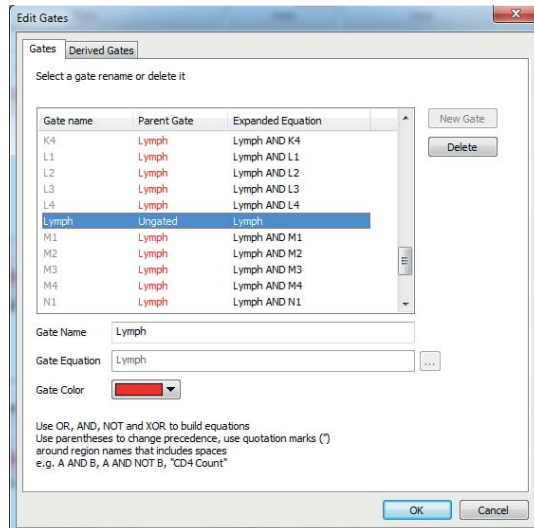 Edit Gates
Gates Derived Gates
Select a gate rename or delete it
Gate name Parent Gate Expanded Equation
New Gate
K4 Lymph Lymph AND K4
L1 Lymph Lymph AND L1
Delete
L2 Lymph Lymph AND L2
L3 Lymph Lymph AND L3
L4 Lymph Lymph AND L4
Lymph Ungated Lymph
M1 Lymph Lymph AND M1
M2 Lymph Lymph AND M2
M3 Lymph Lymph AND M3
M4 Lymph Lymph AND M4
N1 Lymph Lymph AND N1
Gate Name Lymph
Gate Equation Lymph ...
Gate Color
Use OR, AND, NOT and XOR to build equations
Use parentheses to change precedence, use quotation marks (")
around region names that includes spaces
e.g. A AND B, A AND NOT B, "CD4 Count"
OK Cancel